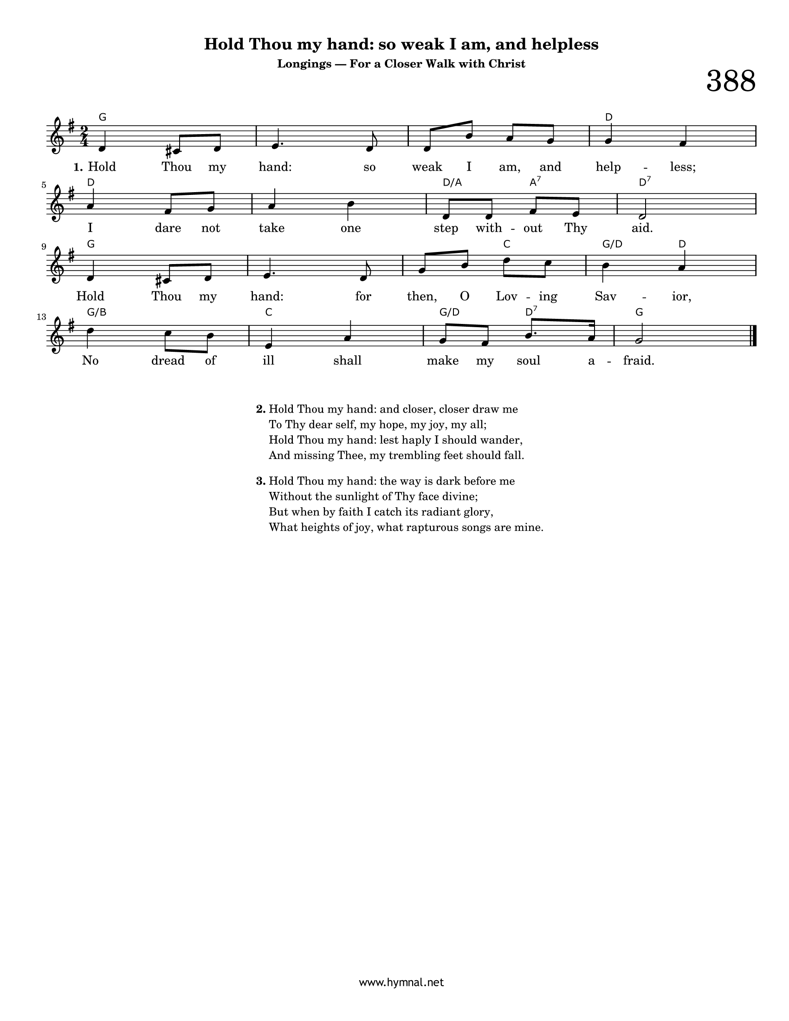 Hold Thou my hand: so weak I am, and helpless
Longings — For a Closer Walk with Christ
388
G D
2 4
1. Hold Thou my hand: so weak I am, and help - less;
5 D D/A A7 D7
I dare not take one step with - out Thy aid.
9 G C G/D D
Hold Thou my hand: for then, O Lov - ing Sav - ior,
13 G/B C G/D D7 G
No dread of ill shall make my soul a - fraid.
2. Hold Thou my hand: and closer, closer draw me
To Thy dear self, my hope, my joy, my all;
Hold Thou my hand: lest haply I should wander,
And missing Thee, my trembling feet should fall.
3. Hold Thou my hand: the way is dark before me
Without the sunlight of Thy face divine;
But when by faith I catch its radiant glory,
What heights of joy, what rapturous songs are mine.
www.hymnal.net